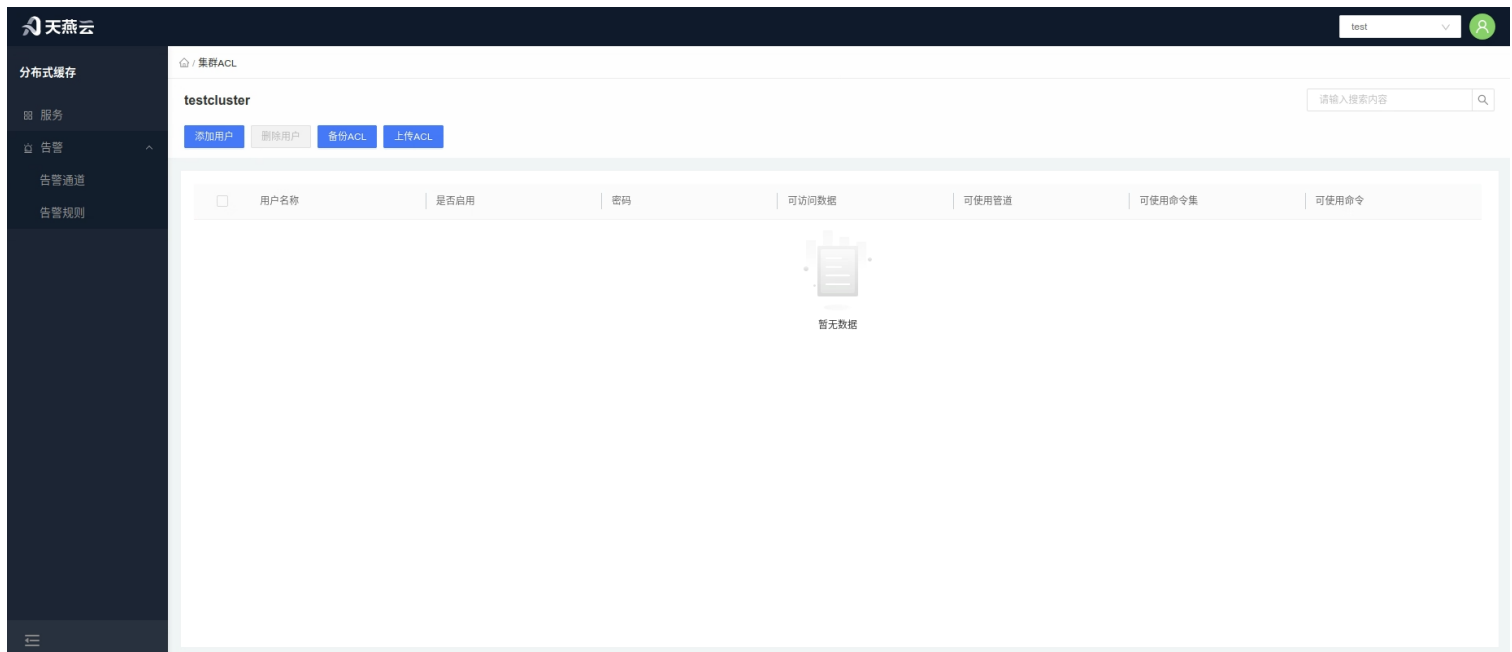 天燕云
test
分布式缓存
/ 集群ACL
testcluster
请输入搜索内容
服务
添加用户 删除用户 备份ACL 上传ACL
告警
告警通道
告警规则
用户名称 是否启用 密码 可访问数据 可使用管道 可使用命令集 可使用命令
暂无数据